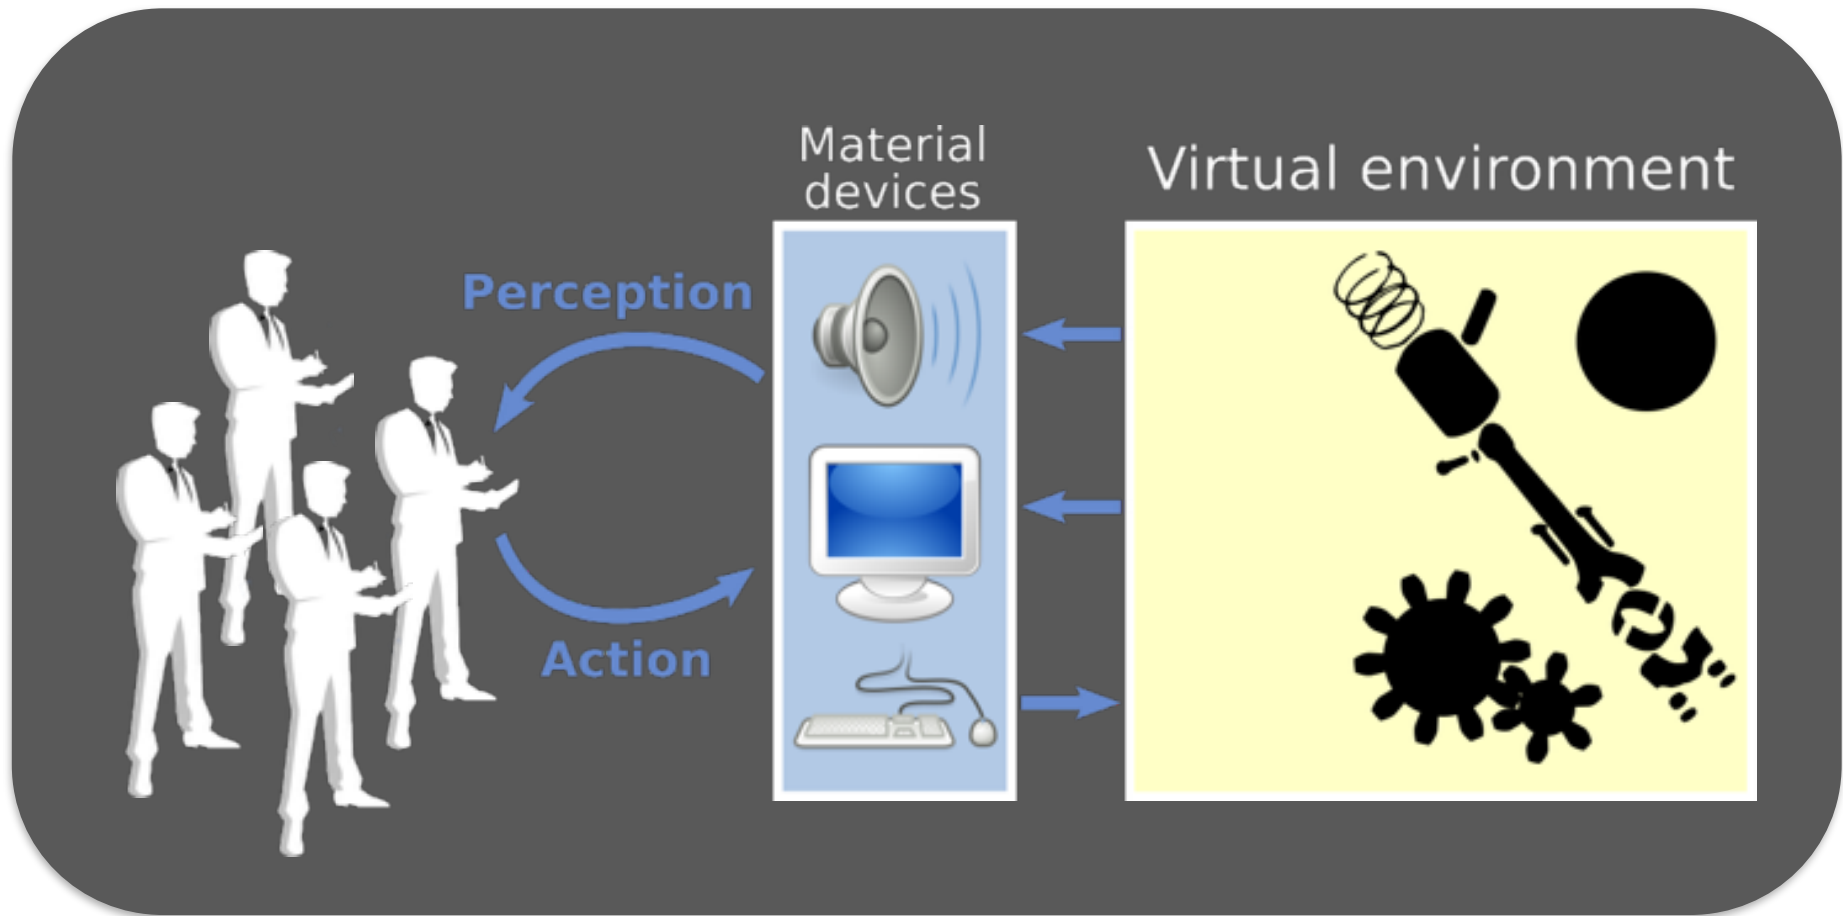 Material
devices
Virtual environment
Perception
Action